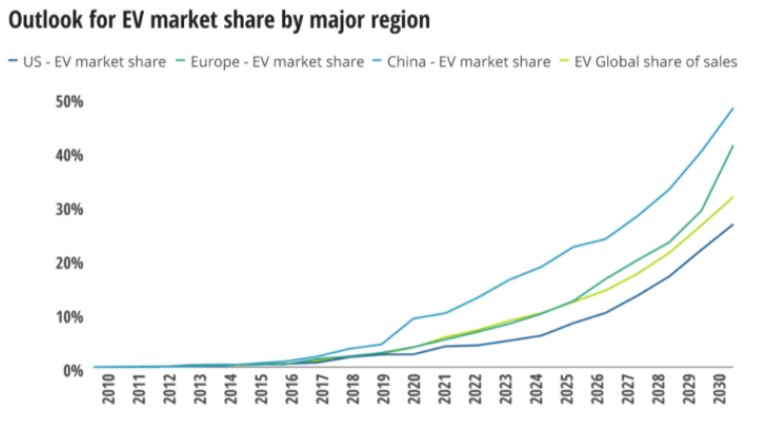 Outlook for EV market share by major region
US - EV market share Europe - EV market share China - EV market share EV Global share of sales
50%
40%
30%
20%
10%
0%
2010 2011 2012 2013 2014 2015 2016 2017 2018 2019 2020 2021 2022 2023 2024 2025 2026 2027 2028 2029 2030